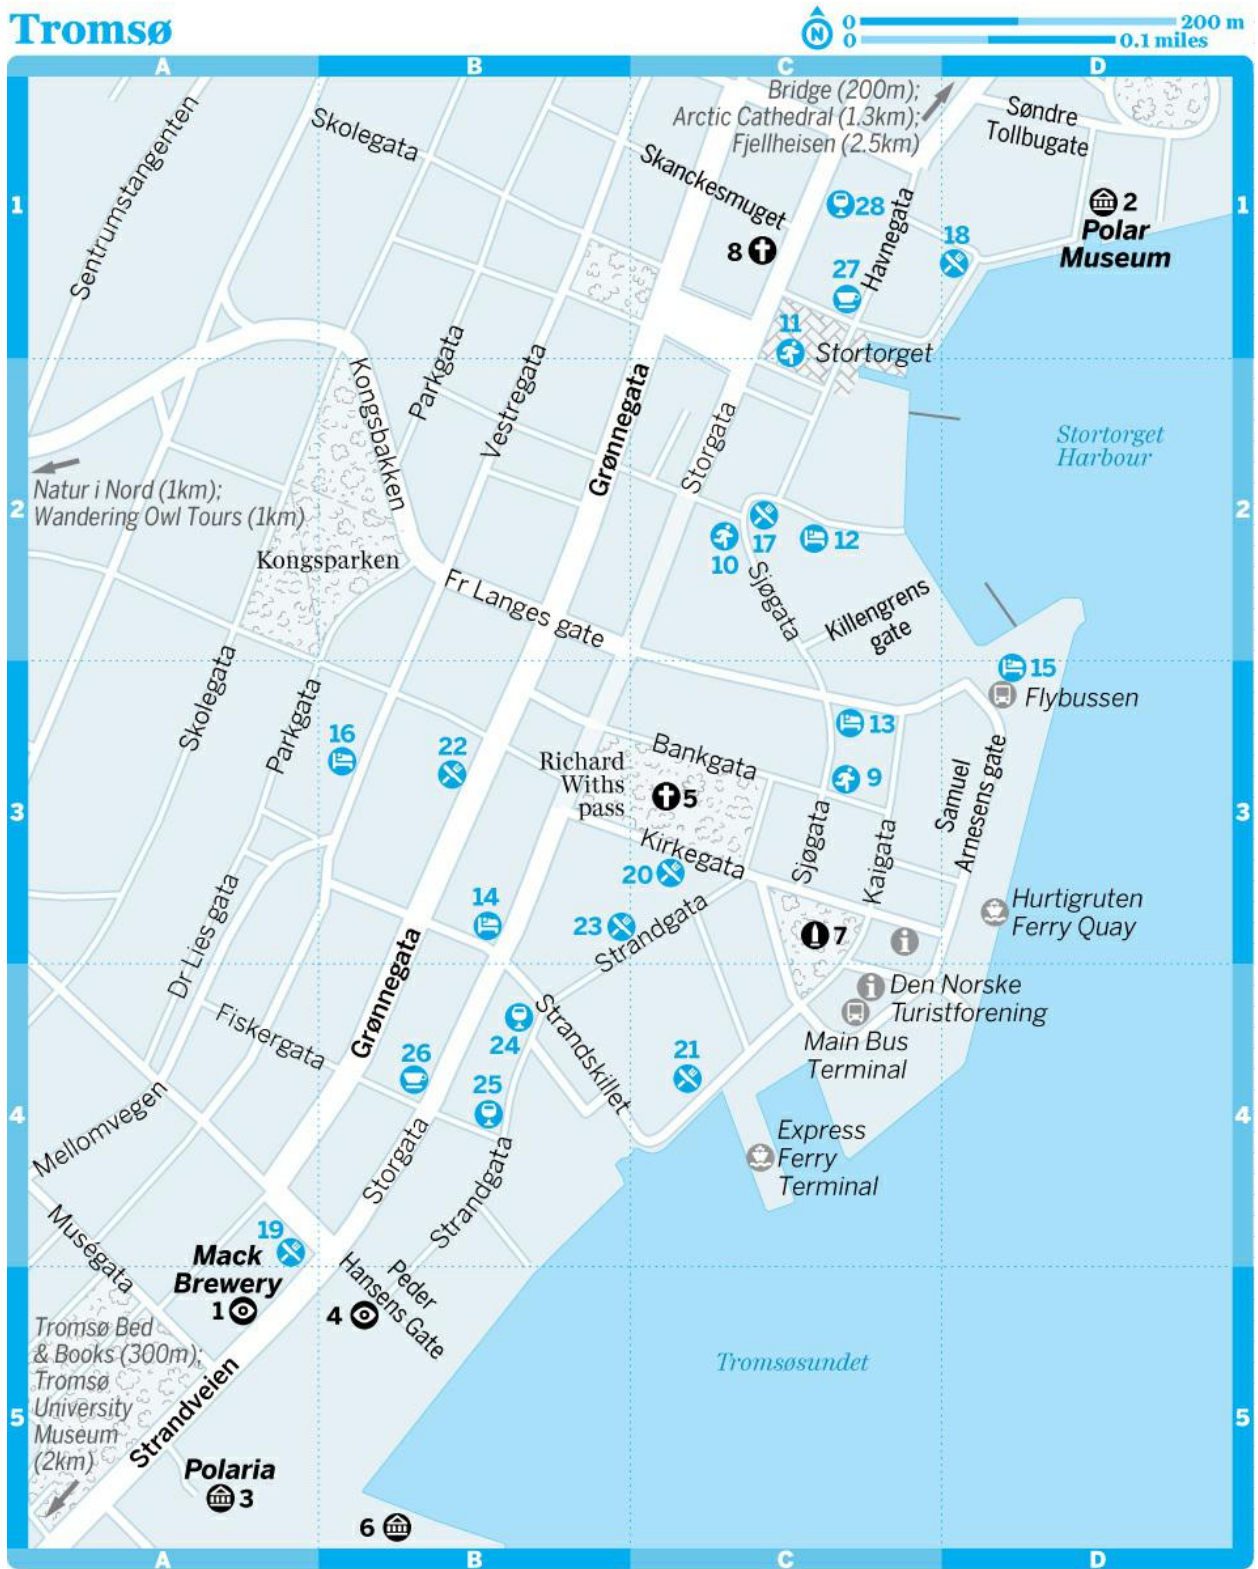 Tromsø
N
0 200 m
0 0.1 miles
A B C D
Bridge (200m);
Arctic Cathedral (1.3km);
Fjellheisen (2.5km)
Søndre
Tollbugate
Sentrumstangenten
Skolegata
Skanckesmuget
1
28
2
1
Polar
Museum
8
18
27
Havnegata
11
Stortorget
Kongsbakken
Parkgata
Vestregata
Grønnegata
Storgata
Stortorget
Harbour
Natur i Nord (1km);
Wandering Owl Tours (1km)
2
2
10
17
12
Kongsparken
Fr Langes gate
Sjøgata
Killengrens
gate
15
Flybussen
Skolegata
Parkgata
16
22
13
Richard
Withs
pass
Bankgata
5
9
Samuel
Arnesens gate
3
3
Kirkegata
Sjøgata
Kaigata
20
14
23
Strandgata
7
Hurtigruten
Ferry Quay
Dr Lies gata
Grønnegata
Den Norske
Turistforening
Fiskergata
Strandskillet
24
Main Bus
Terminal
26
21
25
4
4
Mellomvegen
Storgata
Strandgata
Express
Ferry
Terminal
Muségata
19
Mack
Brewery
1
4
Peder
Hansens Gate
Tromsø Bed
& Books (300m);
Tromsø
University
Museum
(2km)
Tromsøsundet
Strandveien
5
5
Polaria
3
6
A B C D